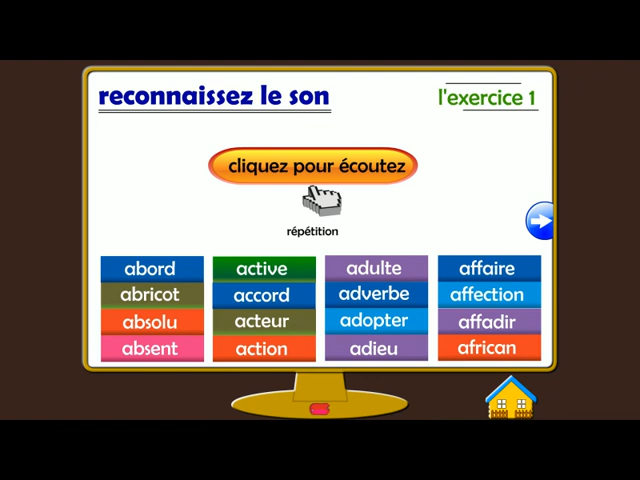 reconnaissez le son
l'exercice 1
cliquez pour écoutez
répétition
abord active adulte affaire
abricot accord adverbe affection
absolu acteur adopter affadir
absent action adieu african